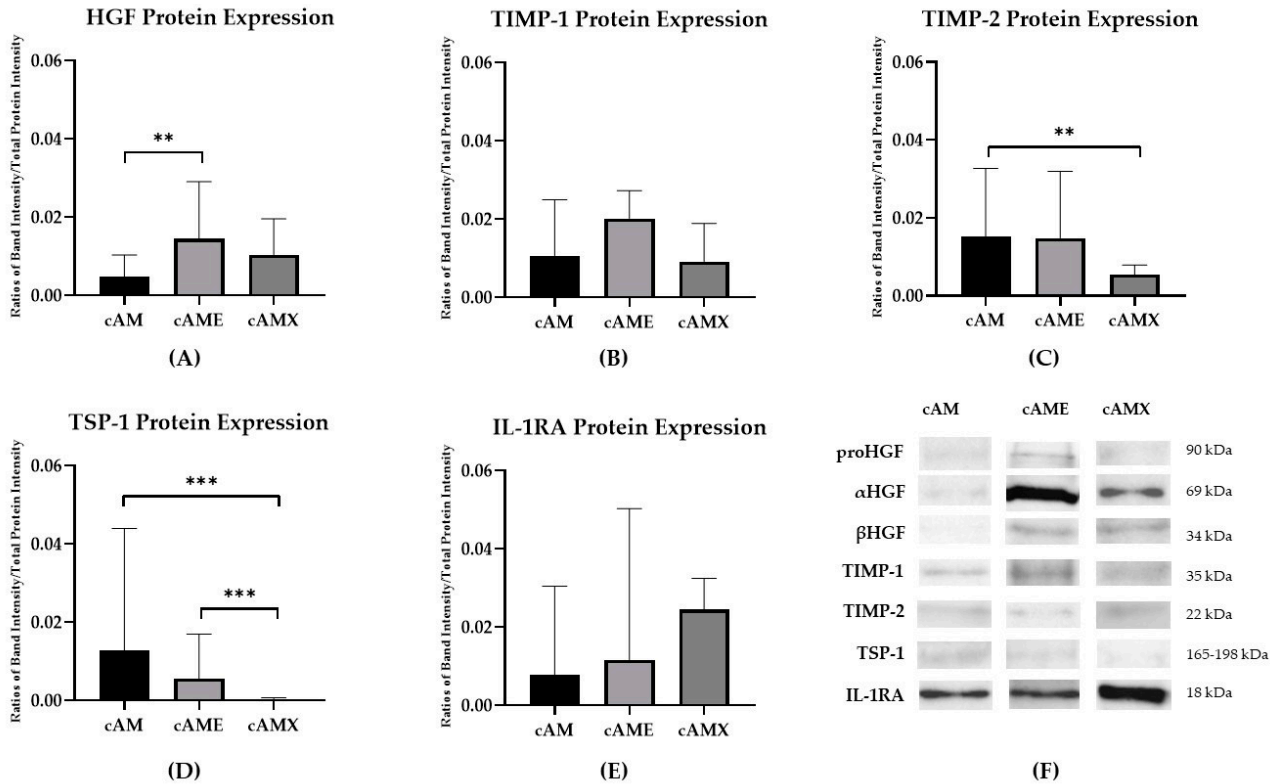 HGF Protein Expression
Ratios of Band Intensity/Total Protein Intensity
0.06
0.04
0.02
0.00
**
cAM cAME cAMX
(A)
TIMP-1 Protein Expression
Ratios of Band Intensity/Total Protein Intensity
0.06
0.04
0.02
0.00
cAM cAME cAMX
(B)
TIMP-2 Protein Expression
Ratios of Band Intensity/Total Protein Intensity
0.06
0.04
0.02
0.00
**
cAM cAME cAMX
(C)
TSP-1 Protein Expression
Ratios of Band Intensity/Total Protein Intensity
0.06
0.04
0.02
0.00
***
***
cAM cAME cAMX
(D)
IL-1RA Protein Expression
Ratios of Band Intensity/Total Protein Intensity
0.06
0.04
0.02
0.00
cAM cAME cAMX
(E)
cAM cAME cAMX
proHGF 90 kDa
αHGF 69 kDa
βHGF 34 kDa
TIMP-1 35 kDa
TIMP-2 22 kDa
TSP-1 165-198 kDa
IL-1RA 18 kDa
(F)